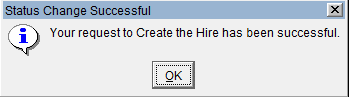 Status Change Successful
Your request to Create the Hire has been successful.
OK